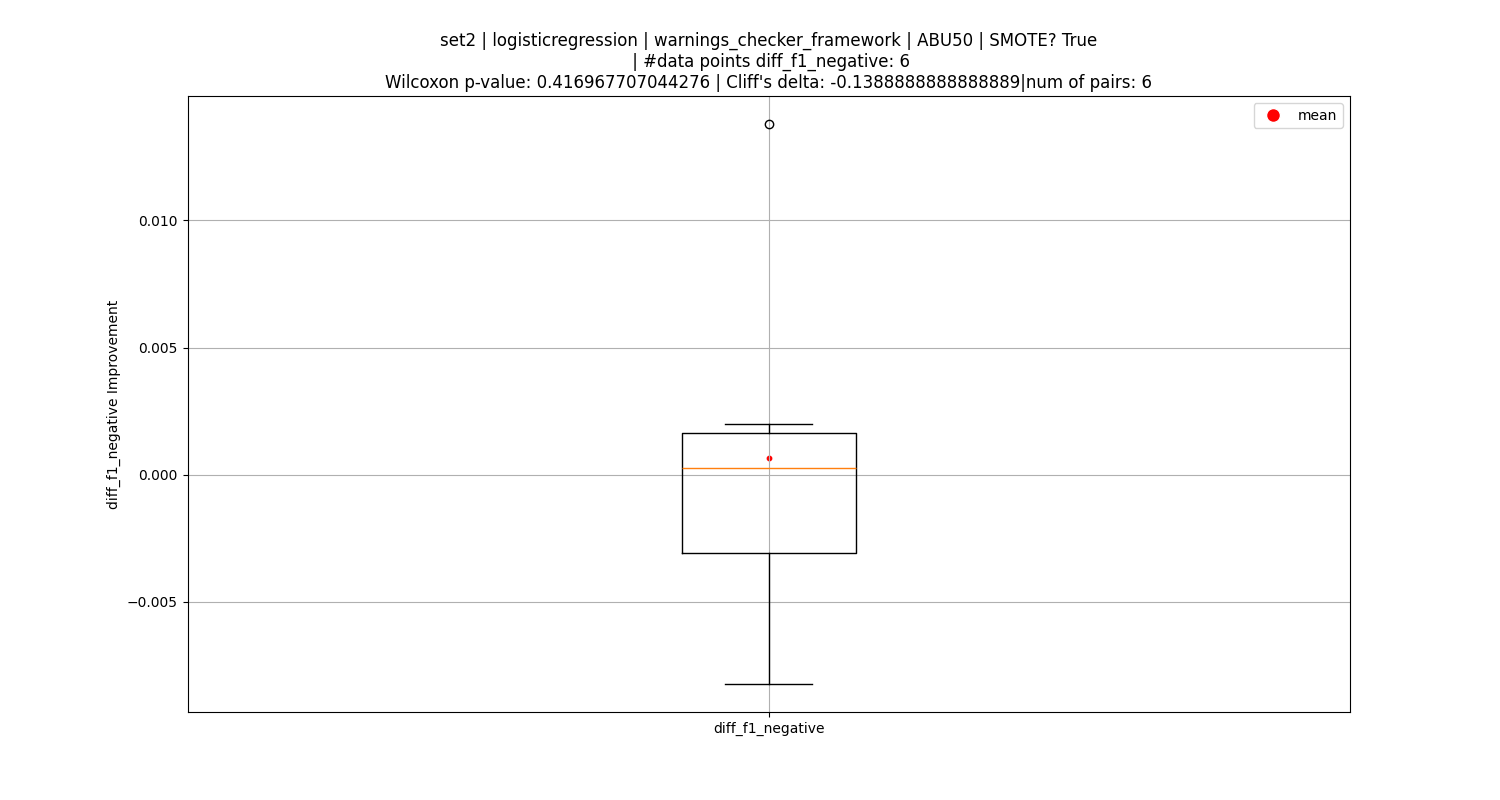 set2 | logisticregression | warnings_checker_framework | ABU50 | SMOTE? True
| #data points diff_f1_negative: 6
Wilcoxon p-value: 0.416967707044276 | Cliff's delta: -0.1388888888888889|num of pairs: 6
mean
0.010
0.005
0.000
−0.005
diff_f1_negative Improvement
diff_f1_negative